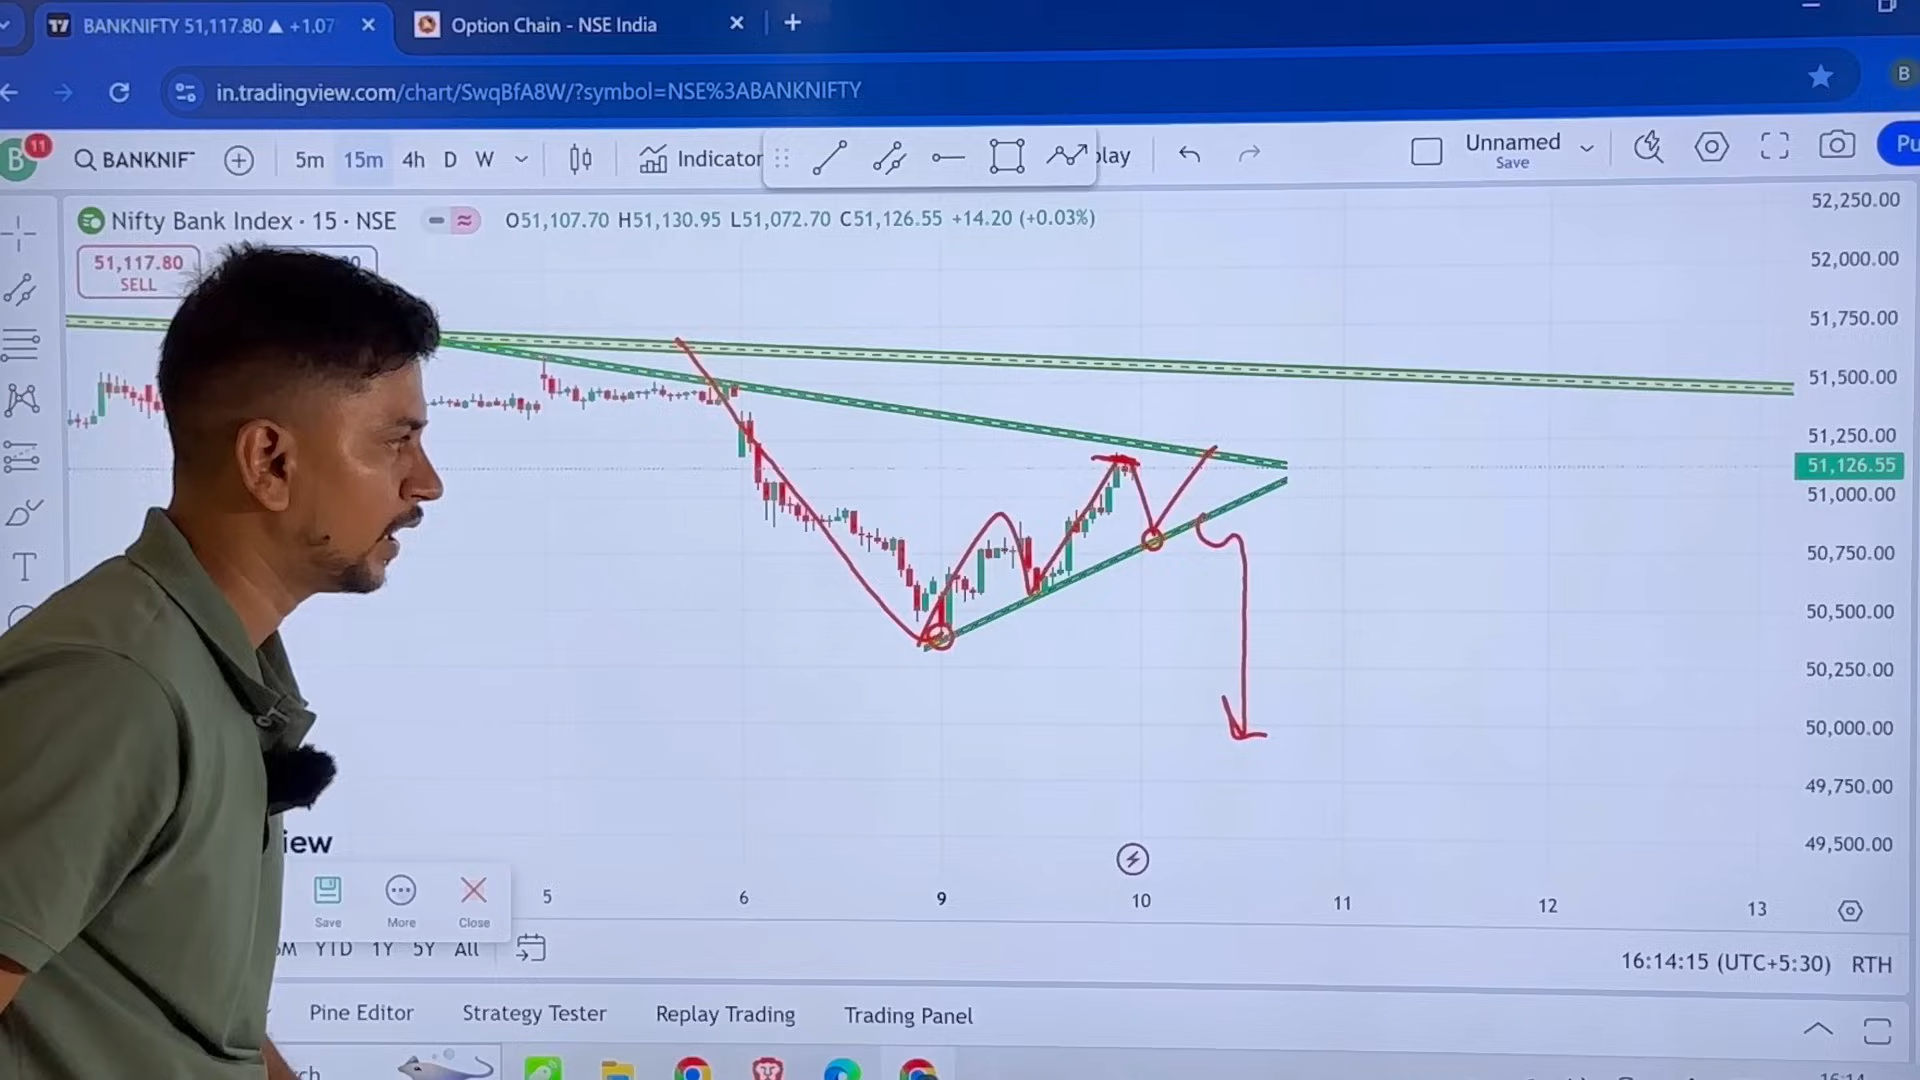 BANKNIFTY 51,117.80 ▲ +1.07
Option Chain - NSE India
in.tradingview.com/chart/SwqBfA8W/?symbol=NSE%3ABANKNIFTY
B
B
11
BANKNIF
5m 15m 4h D W
Indicator
play
Unnamed
Save
Pu
Nifty Bank Index · 15 · NSE
O51,107.70 H51,130.95 L51,072.70 C51,126.55 +14.20 (+0.03%)
51,117.80
SELL
52,250.00
52,000.00
51,750.00
51,500.00
51,250.00
51,126.55
51,000.00
50,750.00
50,500.00
50,250.00
50,000.00
49,750.00
49,500.00
iew
Save
More
Close
5 6 9 10 11 12 13
YTD 1Y 5Y All
16:14:15 (UTC+5:30) RTH
Pine Editor
Strategy Tester
Replay Trading
Trading Panel